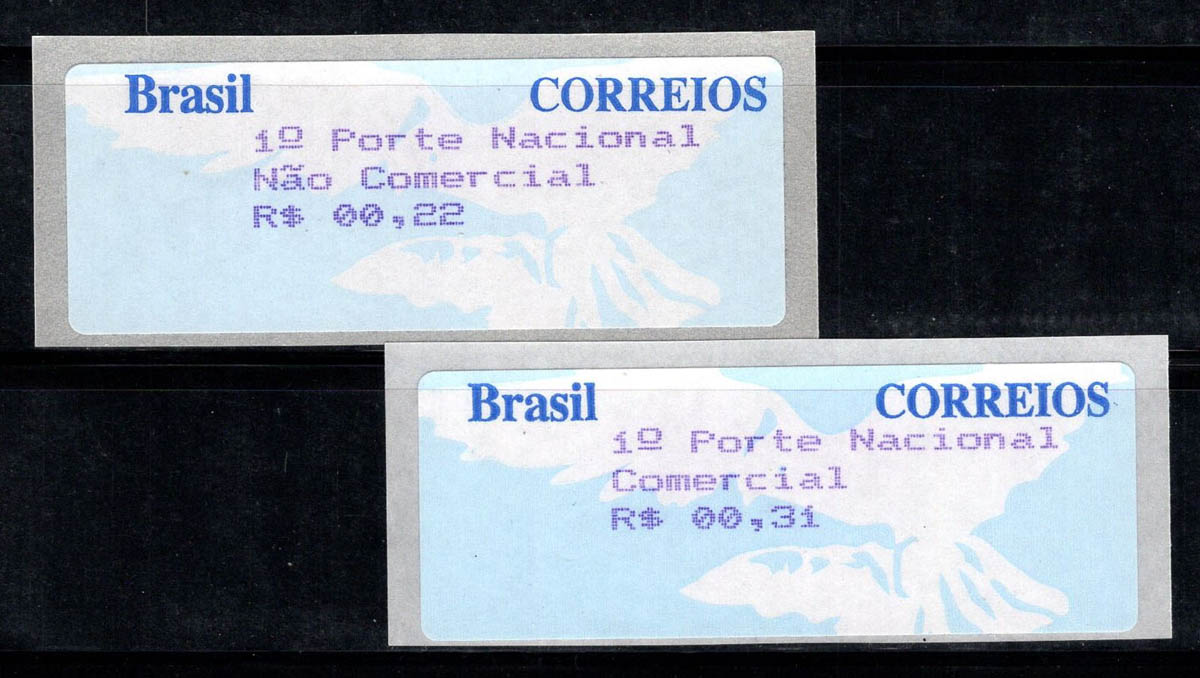 Brasil CORREIOS
1º Porte Nacional
Não Comercial
R$ 00,22
Brasil CORREIOS
1º Porte Nacional
Comercial
R$ 00,31